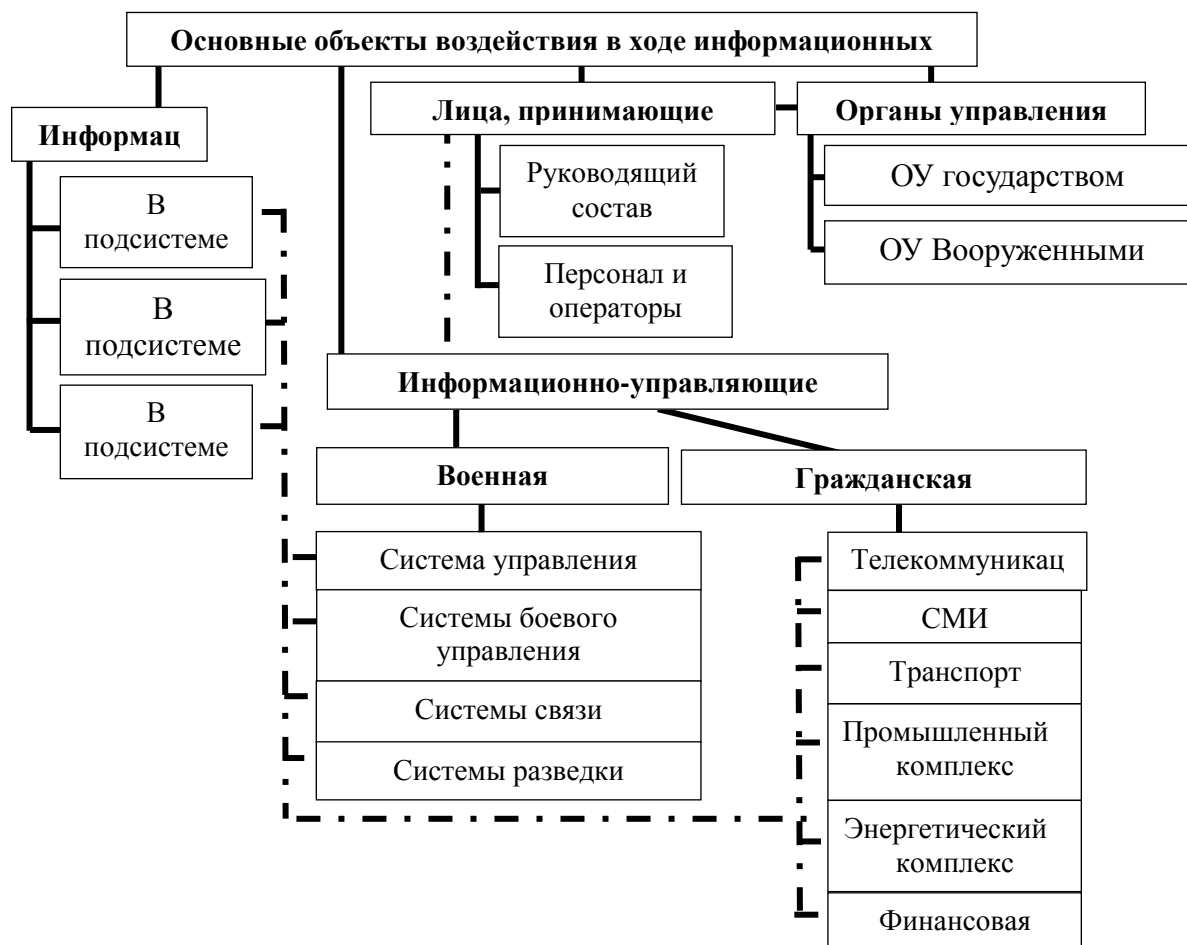 Основные объекты воздействия в ходе информационных
Информац
В
подсистеме
В
подсистеме
В
подсистеме
Лица, принимающие
Руководящий
состав
Персонал и
операторы
Органы управления
ОУ государством
ОУ Вооруженными
Информационно-управляющие
Военная
Система управления
Системы боевого
управления
Системы связи
Системы разведки
Гражданская
Телекоммуникац
СМИ
Транспорт
Промышленный
комплекс
Энергетический
комплекс
Финансовая